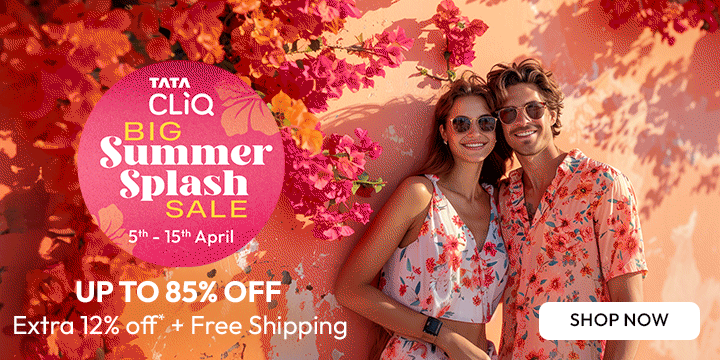 TATA
CLiQ
BIG
Summer
Splash
SALE
5th - 15th April
UP TO 85% OFF
Extra 12% off* + Free Shipping
SHOP NOW